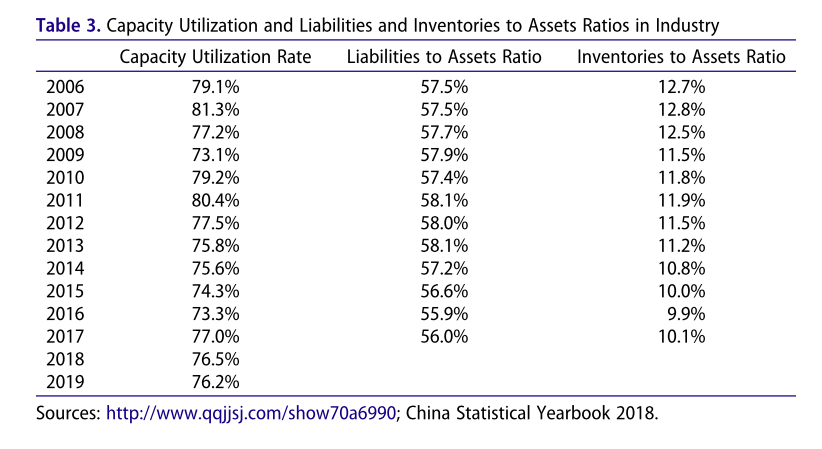 Table 3. Capacity Utilization and Liabilities and Inventories to Assets Ratios in Industry
Capacity Utilization Rate Liabilities to Assets Ratio Inventories to Assets Ratio
2006 79.1% 57.5% 12.7%
2007 81.3% 57.5% 12.8%
2008 77.2% 57.7% 12.5%
2009 73.1% 57.9% 11.5%
2010 79.2% 57.4% 11.8%
2011 80.4% 58.1% 11.9%
2012 77.5% 58.0% 11.5%
2013 75.8% 58.1% 11.2%
2014 75.6% 57.2% 10.8%
2015 74.3% 56.6% 10.0%
2016 73.3% 55.9% 9.9%
2017 77.0% 56.0% 10.1%
2018 76.5%
2019 76.2%
Sources: http://www.qqjjsj.com/show70a6990; China Statistical Yearbook 2018.